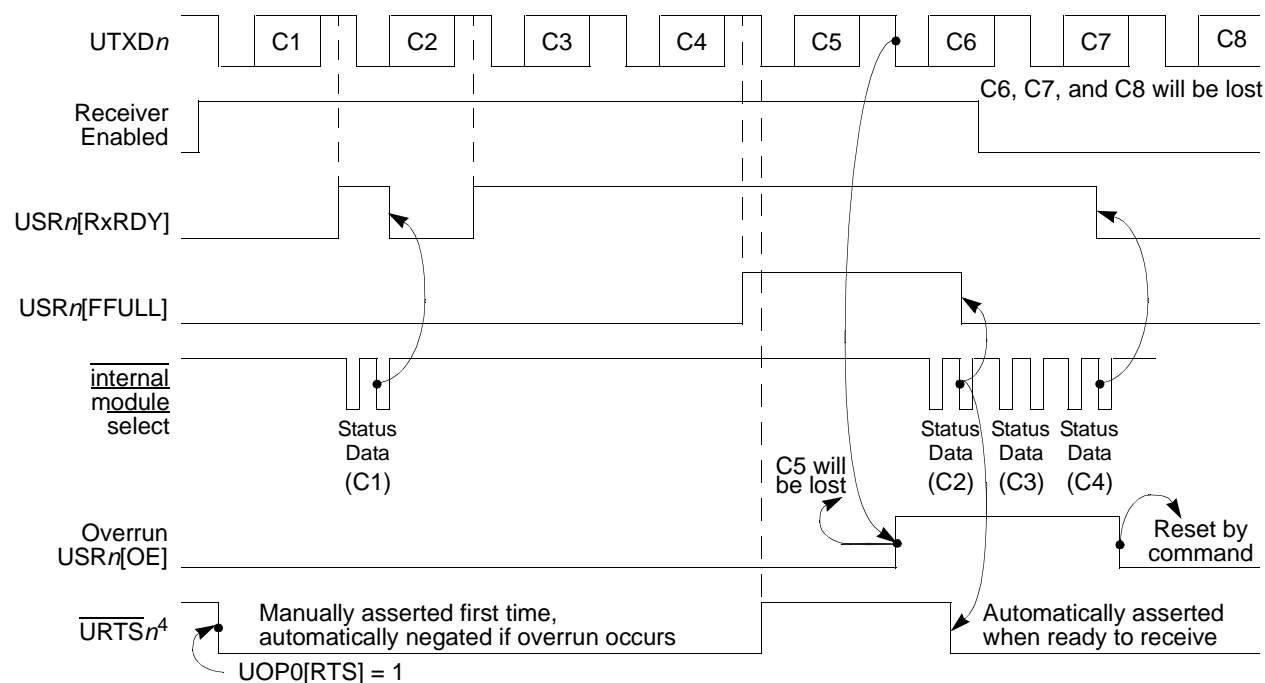 UTXDn C1 C2 C3 C4 C5 C6 C7 C8
C6, C7, and C8 will be lost
Receiver
Enabled
USRn[RxRDY]
USRn[FFULL]
internal
module
select
Status Status Status Status
Data Data Data Data
(C1) (C2) (C3) (C4)
C5 will
be lost
Overrun
USRn[OE]
Reset by
command
URTSn4
Manually asserted first time,
automatically negated if overrun occurs
Automatically asserted
when ready to receive
UOP0[RTS] = 1